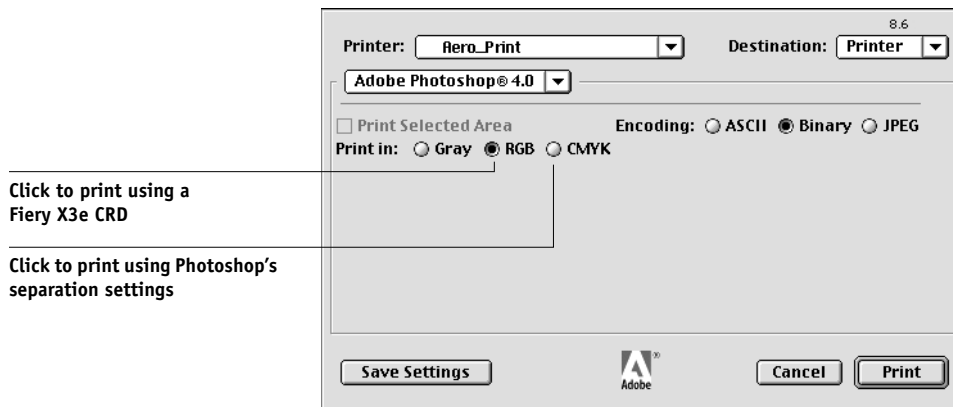 8.6
Printer: Aero_Print Destination: Printer
Adobe Photoshop® 4.0
Print Selected Area Encoding: ASCII Binary JPEG
Print in: Gray RGB CMYK
Click to print using a
Fiery X3e CRD
Click to print using Photoshop's
separation settings
Save Settings Adobe ® Cancel Print